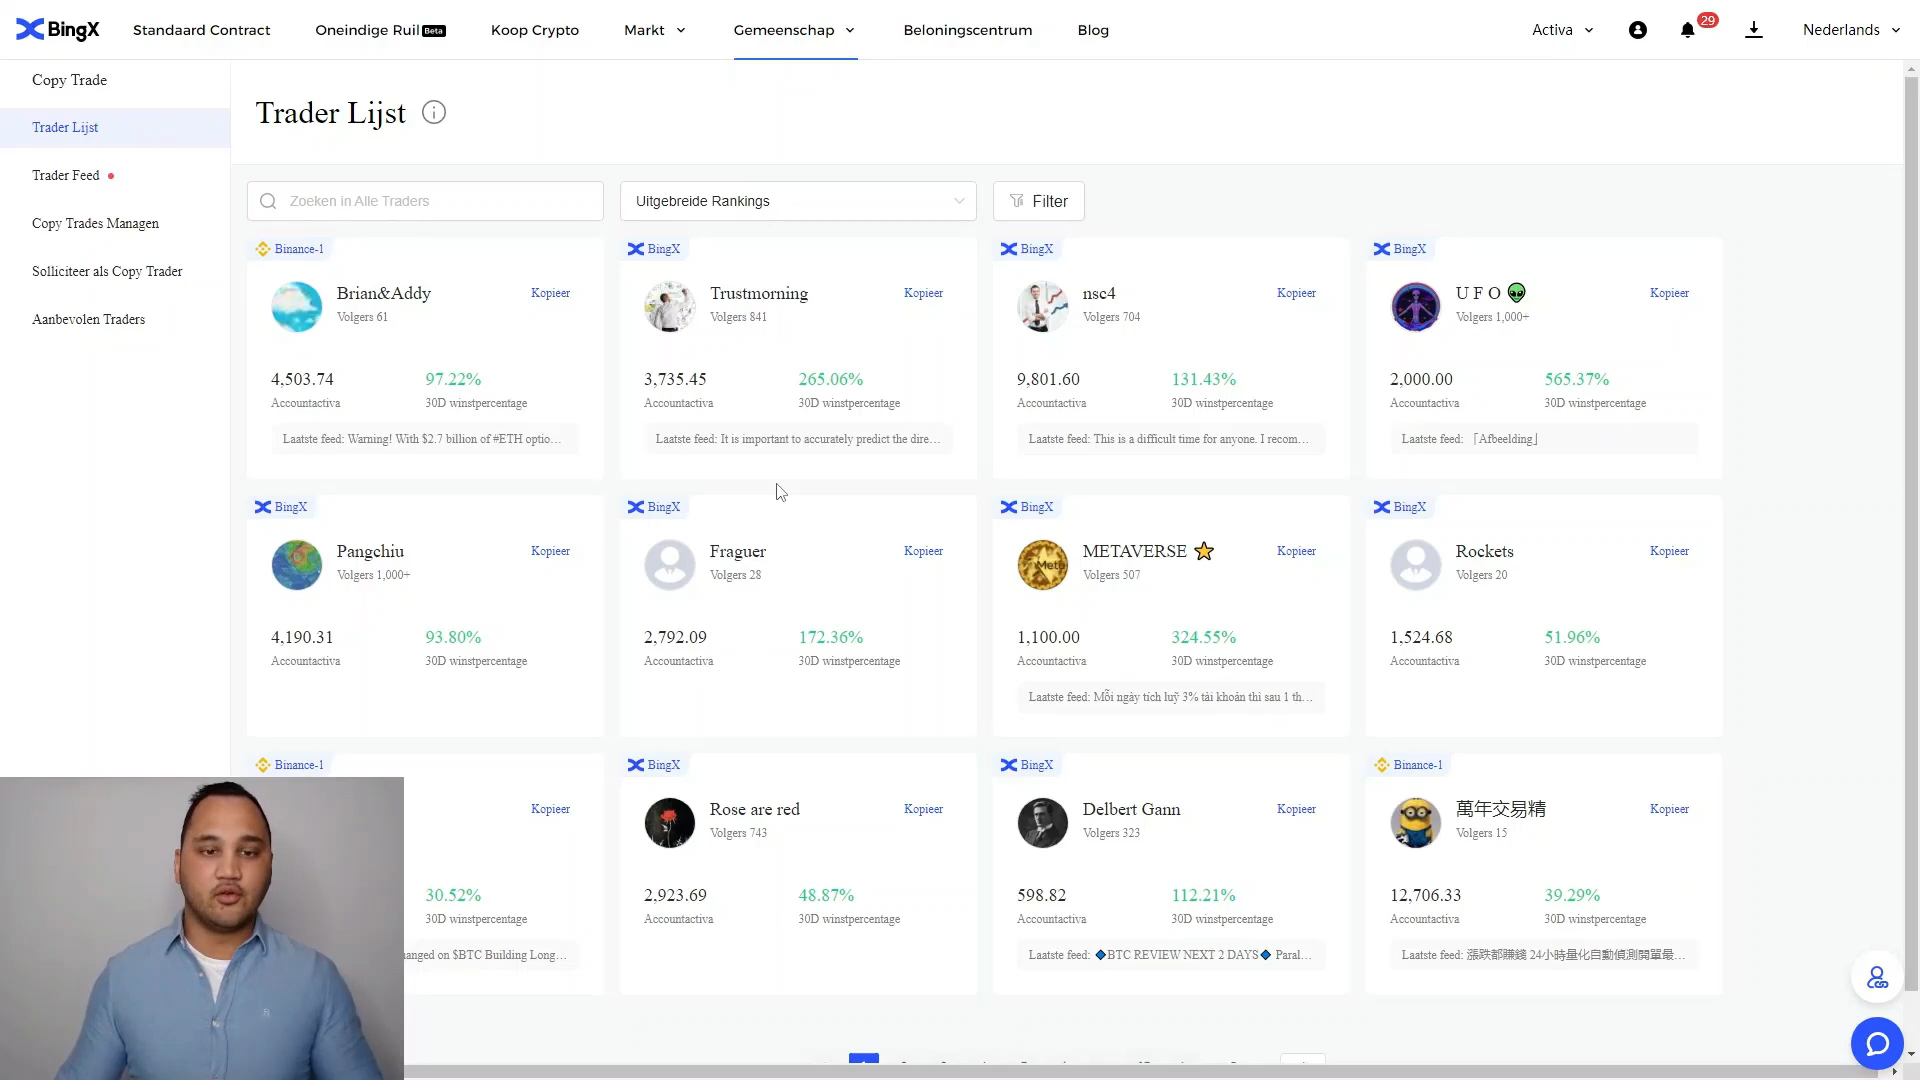 BingX
Standaard Contract
Oneindige Ruil Beta
Koop Crypto
Markt
Gemeenschap
Beloningscentrum
Blog
Activa
29
Nederlands
Copy Trade
Trader Lijst
Trader Feed
Copy Trades Managen
Solliciteer als Copy Trader
Aanbevolen Traders
Trader Lijst
Zoeken in Alle Traders
Uitgebreide Rankings
Filter
Binance-1
Brian&Addy
Kopieer
Volgers 61
4,503.74
97.22%
Accountactiva
30D winstpercentage
Laatste feed: Warning! With $2.7 billion of #ETH optio…
BingX
Trustmorning
Kopieer
Volgers 841
3,735.45
265.06%
Accountactiva
30D winstpercentage
Laatste feed: It is important to accurately predict the dire…
BingX
nsc4
Kopieer
Volgers 704
9,801.60
131.43%
Accountactiva
30D winstpercentage
Laatste feed: This is a difficult time for anyone. I recom…
BingX
U F O 👽
Kopieer
Volgers 1,000+
2,000.00
565.37%
Accountactiva
30D winstpercentage
Laatste feed: 「Afbeelding」
BingX
Pangchiu
Kopieer
Volgers 1,000+
4,190.31
93.80%
Accountactiva
30D winstpercentage
BingX
Fraguer
Kopieer
Volgers 28
2,792.09
172.36%
Accountactiva
30D winstpercentage
BingX
Meta
METAVERSE ⭐
Kopieer
Volgers 507
1,100.00
324.55%
Accountactiva
30D winstpercentage
Laatste feed: Mỗi ngày tích luỹ 3% tài khoản thì sau 1 th…
BingX
Rockets
Kopieer
Volgers 20
1,524.68
51.96%
Accountactiva
30D winstpercentage
Binance-1
Kopieer
30.52%
30D winstpercentage
anged on $BTC Building Long…
BingX
Rose are red
Kopieer
Volgers 743
2,923.69
48.87%
Accountactiva
30D winstpercentage
BingX
Delbert Gann
Kopieer
Volgers 323
598.82
112.21%
Accountactiva
30D winstpercentage
Laatste feed: 🔷BTC REVIEW NEXT 2 DAYS🔷 Paral…
Binance-1
萬年交易精
Kopieer
Volgers 15
12,706.33
39.29%
Accountactiva
30D winstpercentage
Laatste feed: 漲跌都賺錢 24小時量化自動偵測開單最…